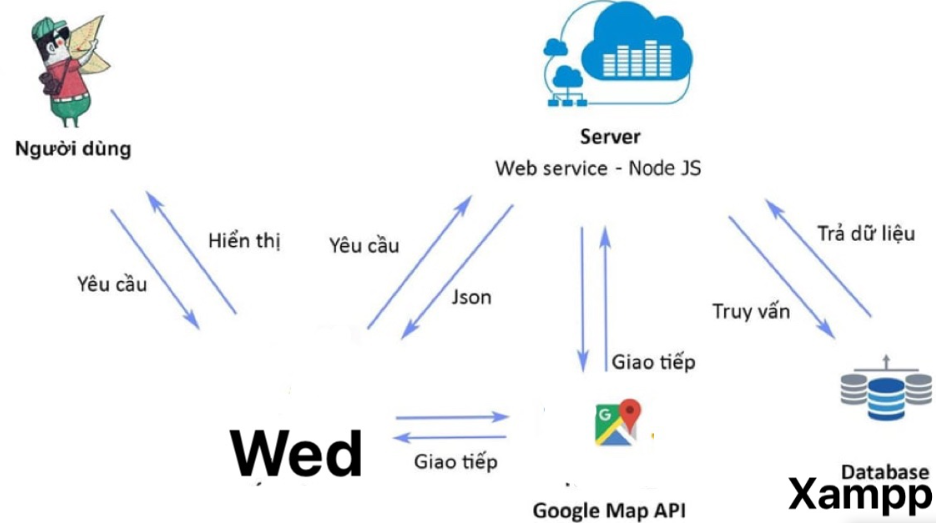 Người dùng
Server
Web service - Node JS
Hiển thị
Yêu cầu
Yêu cầu
Json
Trả dữ liệu
Truy vấn
Giao tiếp
G
Wed
Giao tiếp
Google Map API
Database
Xampp